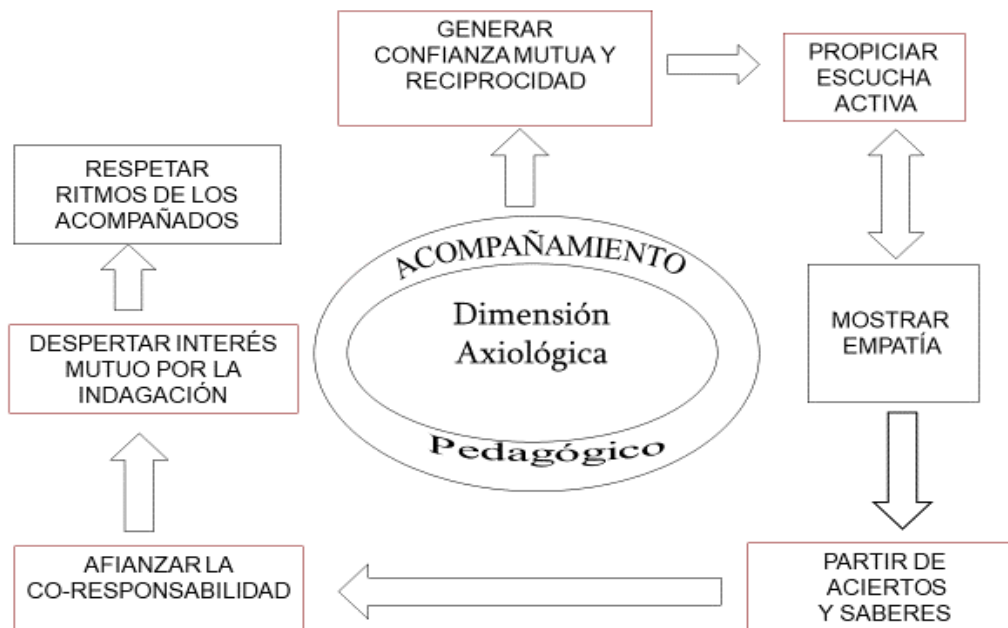 GENERAR
CONFIANZA MUTUA Y
RECIPROCIDAD
PROPICIAR
ESCUCHA
ACTIVA
RESPETAR
RITMOS DE LOS
ACOMPAÑADOS
ACOMPAÑAMIENTO
Dimensión
Axiológica
Pedagógico
MOSTRAR
EMPATÍA
DESPERTAR INTERÉS
MUTUO POR LA
INDAGACIÓN
AFIANZAR LA
CO-RESPONSABILIDAD
PARTIR DE
ACIERTOS
Y SABERES